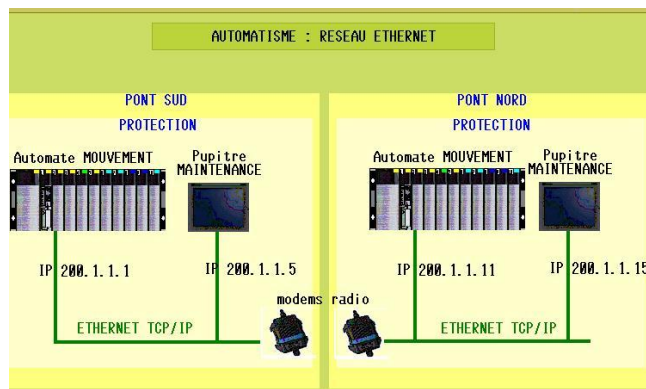 AUTOMATISME : RESEAU ETHERNET
PONT SUD
PROTECTION
Automate MOUVEMENT
Pupitre
MAINTENANCE
IP 200.1.1.1
IP 200.1.1.5
ETHERNET TCP/IP
modems radio
PONT NORD
PROTECTION
Automate MOUVEMENT
Pupitre
MAINTENANCE
IP 200.1.1.11
IP 200.1.1.15
ETHERNET TCP/IP